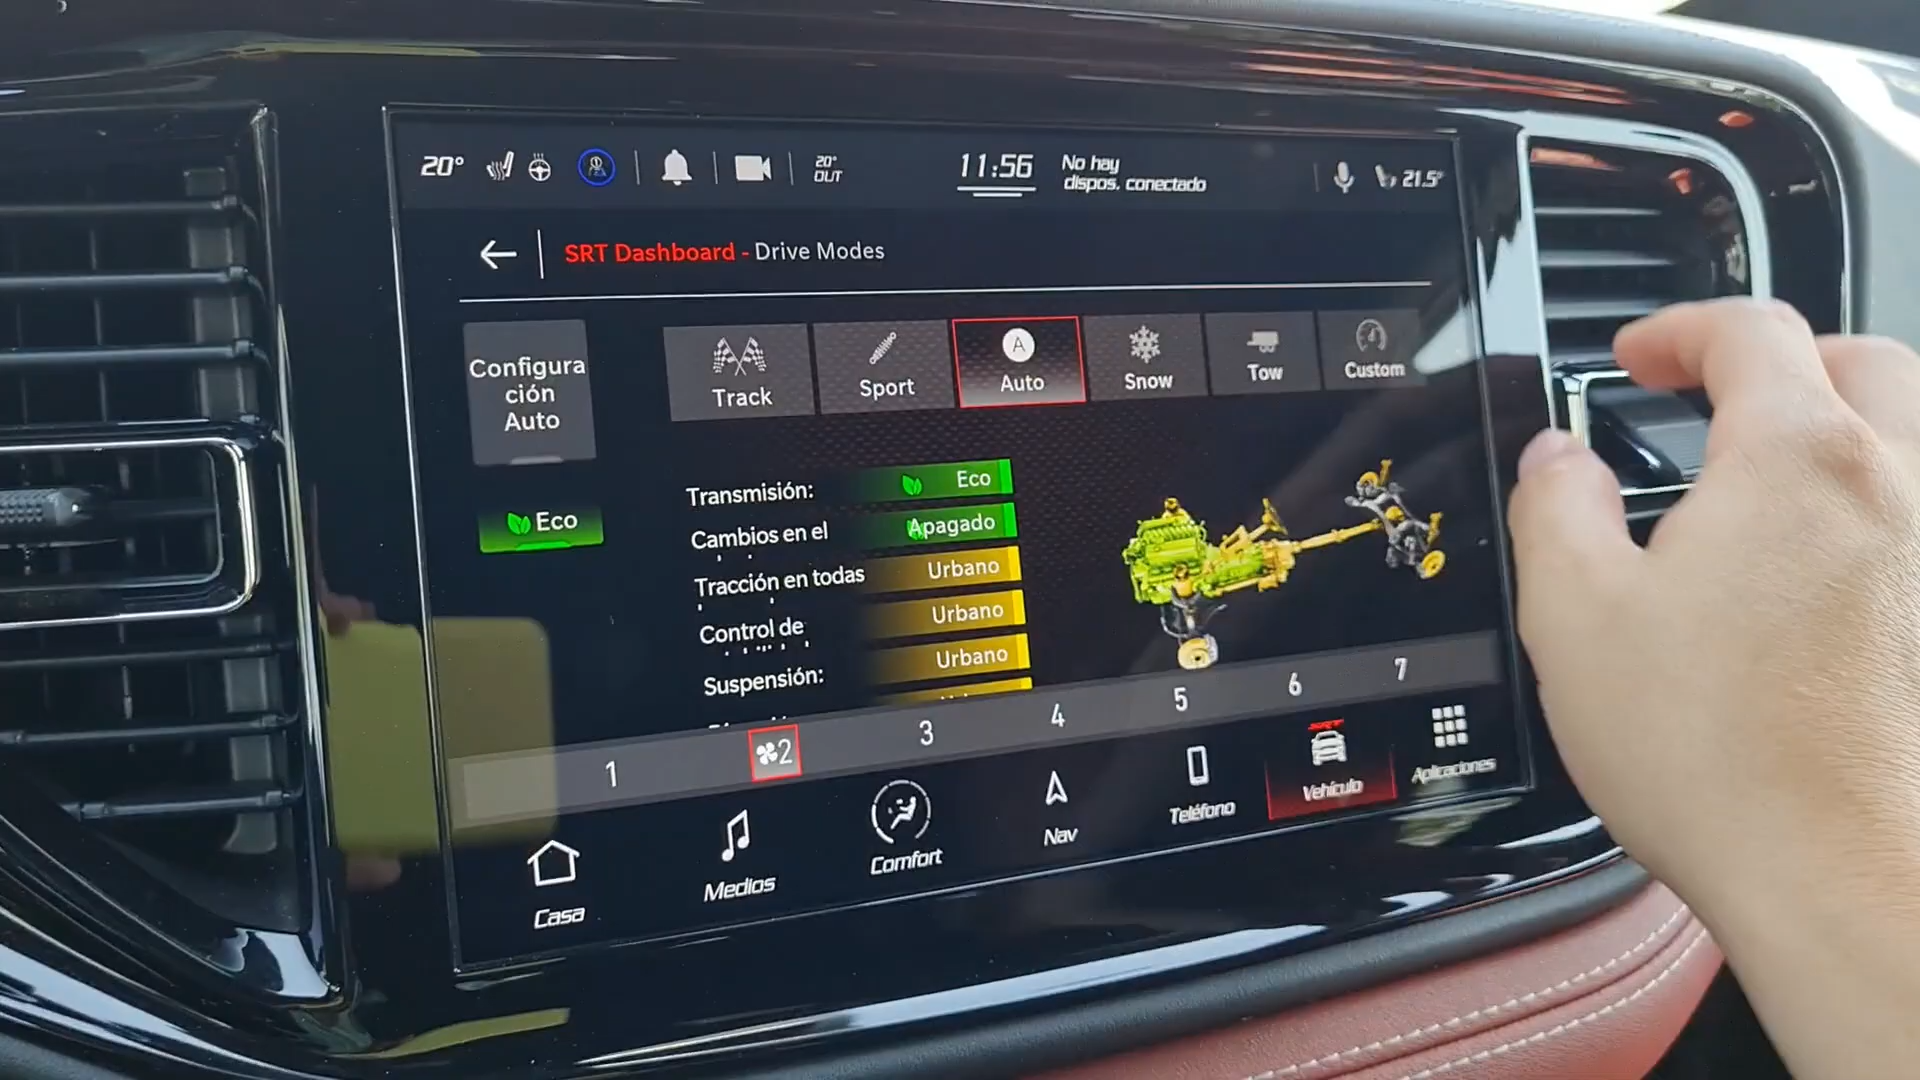 20°
20°
OUT
11:56
No hay
dispos. conectado
21.5°
SRT Dashboard - Drive Modes
Configura
ción
Auto
Track
Sport
A
Auto
Snow
Tow
Custom
Eco
Transmisión:
Eco
Cambios en el
Apagado
Tracción en todas
Urbano
Control de
Urbano
Suspensión:
Urbano
1
2
3
4
5
6
7
Casa
Medios
Comfort
Nav
Teléfono
SRT
Vehículo
Aplicaciones